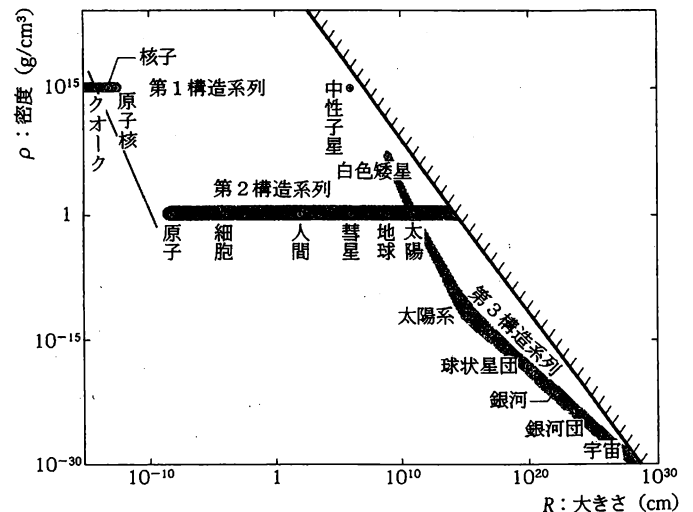 ρ：密度（g/cm³）
10¹⁵
1
10⁻¹⁵
10⁻³⁰
核子
第1構造系列
クオーク
原子核
中性子星
白色矮星
第2構造系列
原子
細胞
人間
彗星
地球
太陽
太陽系
第3構造系列
球状星団
銀河
銀河団
宇宙
10⁻¹⁰
1
10¹⁰
10²⁰
10³⁰
R：大きさ（cm）